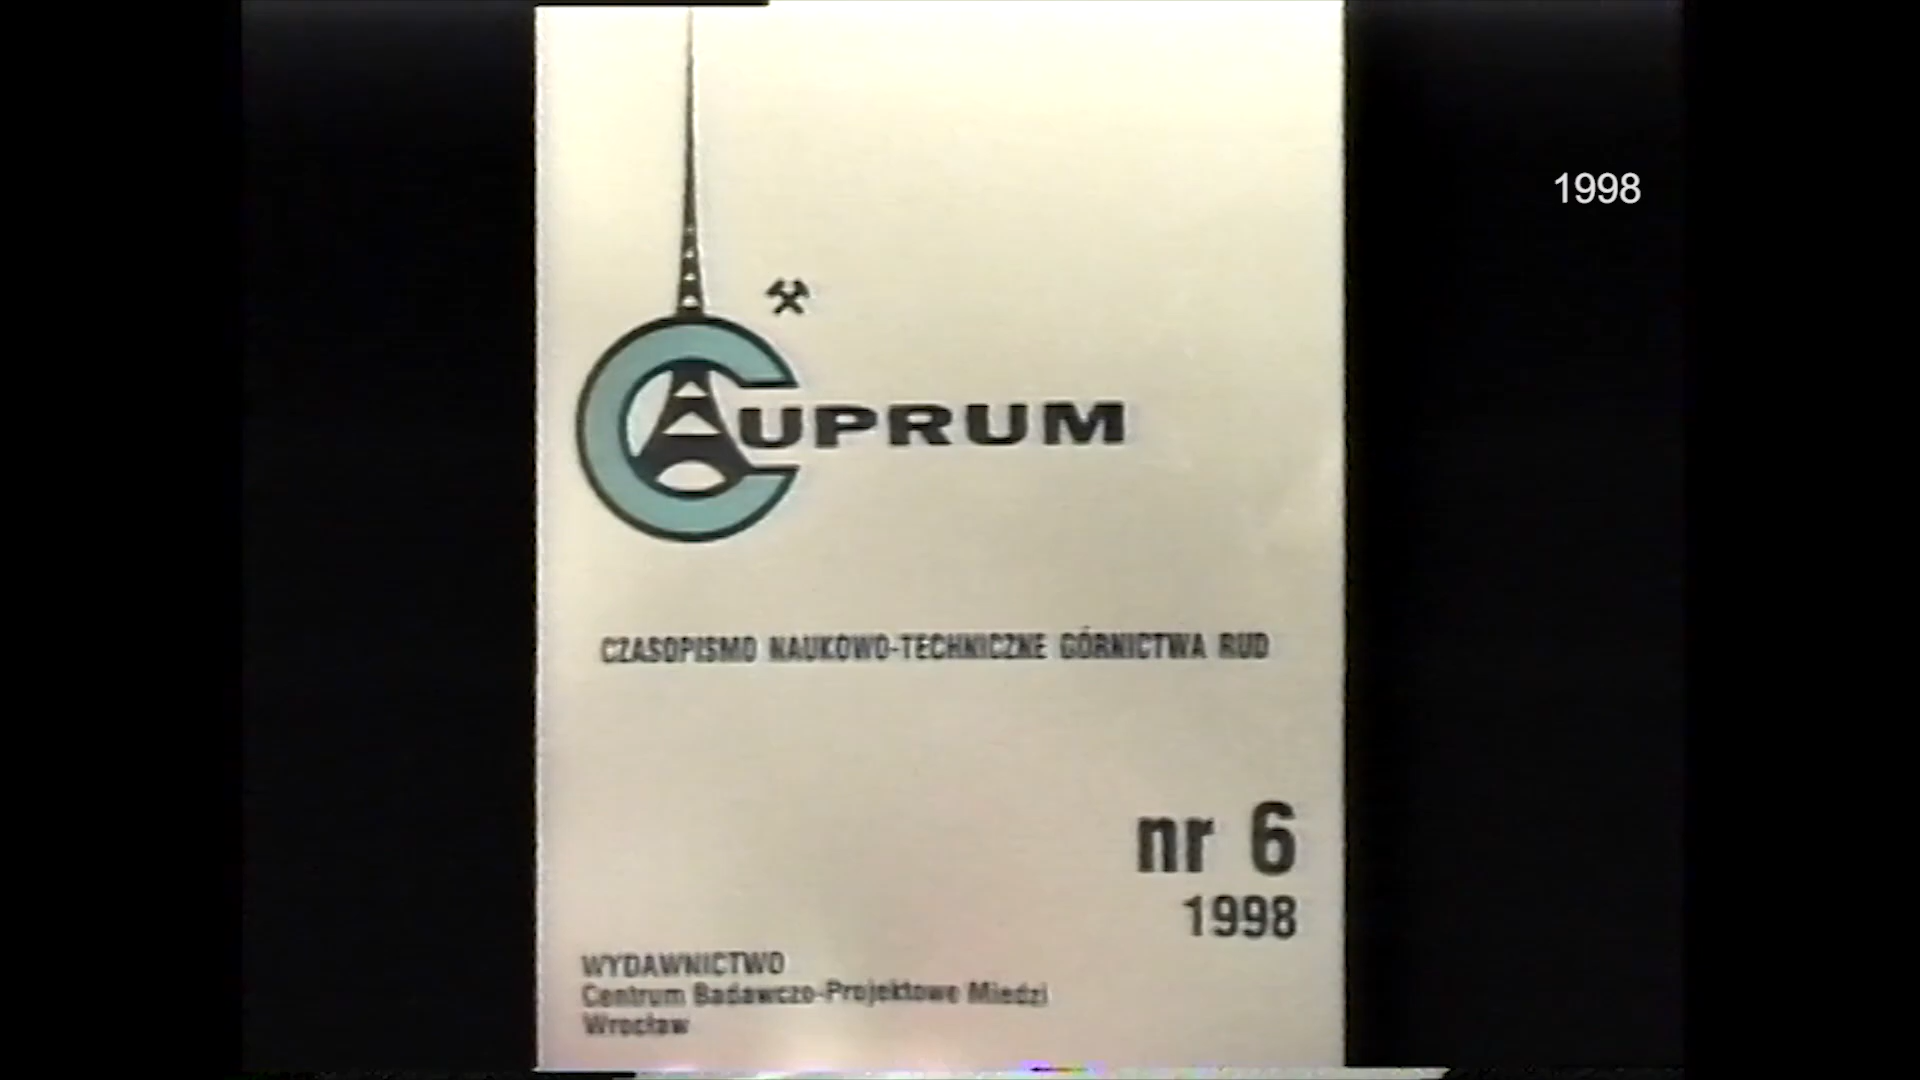 1998
CUPRUM
CZASOPISMO NAUKOWO-TECHNICZNE GÓRNICTWA RUD
nr 6
1998
WYDAWNICTWO
Centrum Badawczo-Projektowe Miedzi
Wrocław